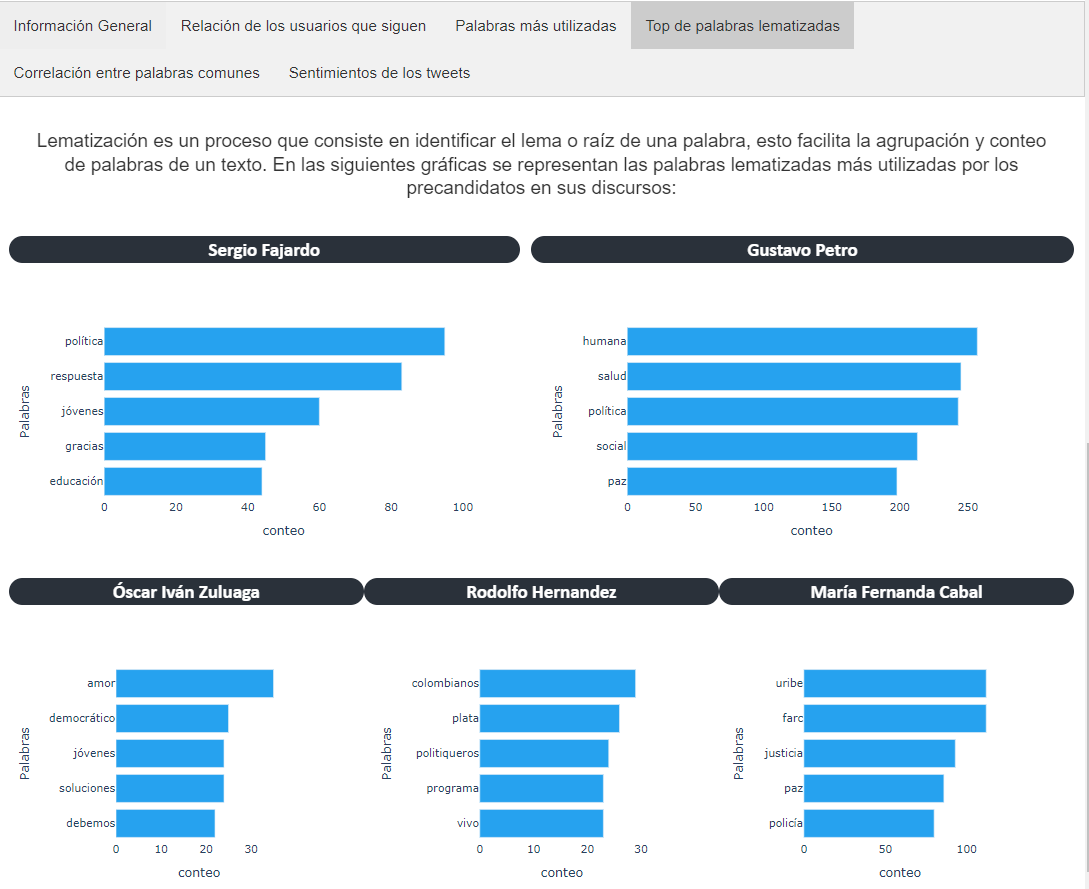 Información General
Relación de los usuarios que siguen
Palabras más utilizadas
Top de palabras lematizadas
Correlación entre palabras comunes
Sentimientos de los tweets
Lematización es un proceso que consiste en identificar el lema o raíz de una palabra, esto facilita la agrupación y conteo
de palabras de un texto. En las siguientes gráficas se representan las palabras lematizadas más utilizadas por los
precandidatos en sus discursos:
Sergio Fajardo
Palabras
política
respuesta
jóvenes
gracias
educación
0 20 40 60 80 100
conteo
Gustavo Petro
Palabras
humana
salud
política
social
paz
0 50 100 150 200 250
conteo
Óscar Iván Zuluaga
Palabras
amor
democrático
jóvenes
soluciones
debemos
0 10 20 30
conteo
Rodolfo Hernandez
Palabras
colombianos
plata
politiqueros
programa
vivo
0 10 20 30
conteo
María Fernanda Cabal
Palabras
uribe
farc
justicia
paz
policía
0 50 100
conteo